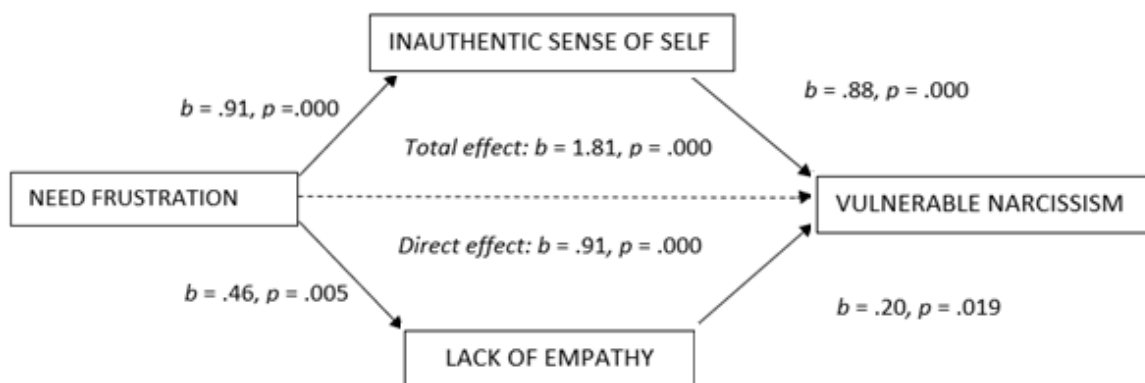 INAUTHENTIC SENSE OF SELF
b = .91, p =.000
b = .88, p = .000
Total effect: b = 1.81, p = .000
NEED FRUSTRATION
VULNERABLE NARCISSISM
Direct effect: b = .91, p = .000
b = .46, p = .005
b = .20, p = .019
LACK OF EMPATHY